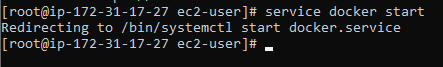 [root@ip-172-31-17-27 ec2-user]# service docker start
Redirecting to /bin/systemctl start docker.service
[root@ip-172-31-17-27 ec2-user]#